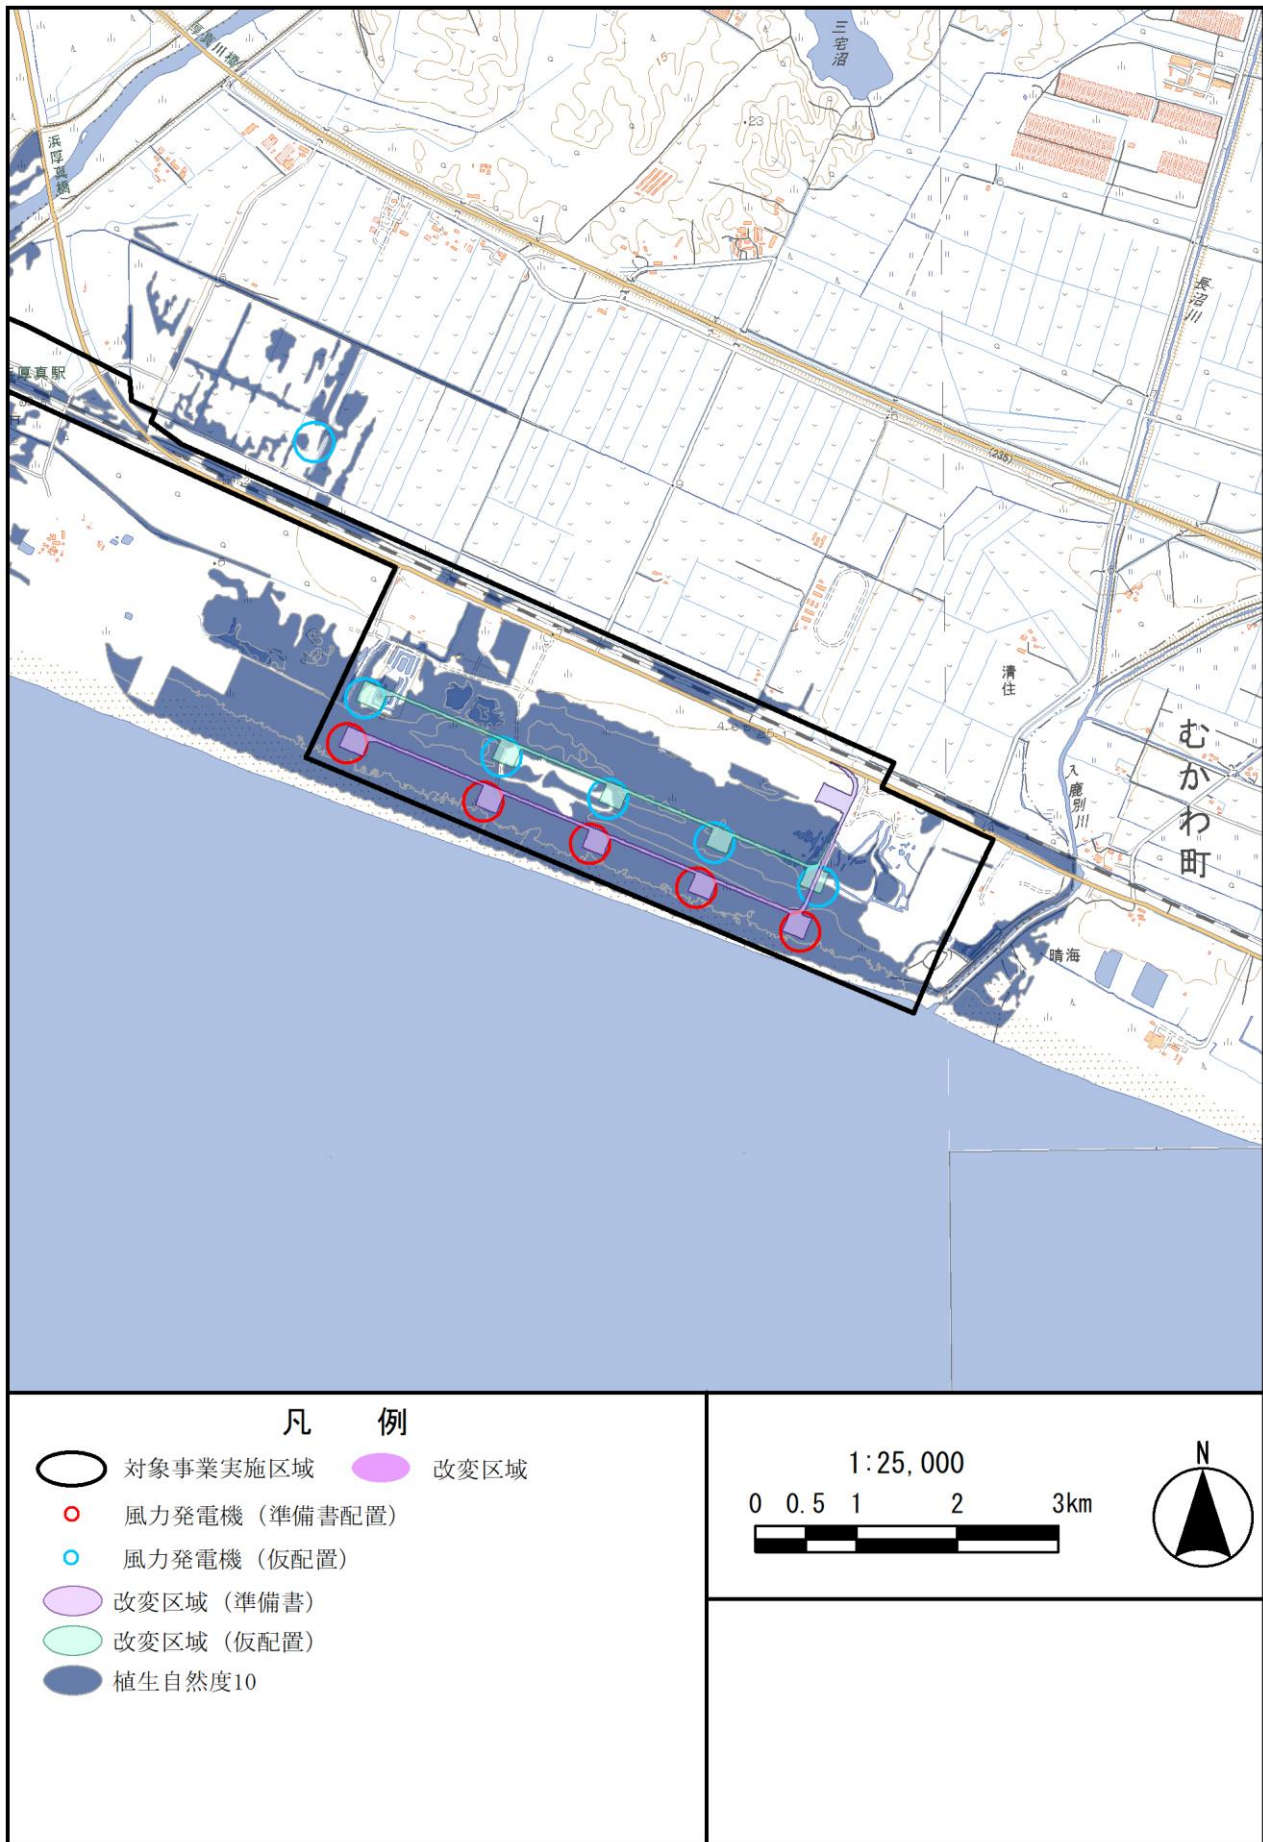 三宅沼
厚真川橋
浜厚真橋
15
・23
長沼川
(235)
厚真駅
清住
むかわ町
入鹿別川
晴海
凡 例
対象事業実施区域
改変区域
風力発電機（準備書配置）
風力発電機（仮配置）
改変区域（準備書）
改変区域（仮配置）
植生自然度10
1:25,000
0 0.5 1 2 3km
N